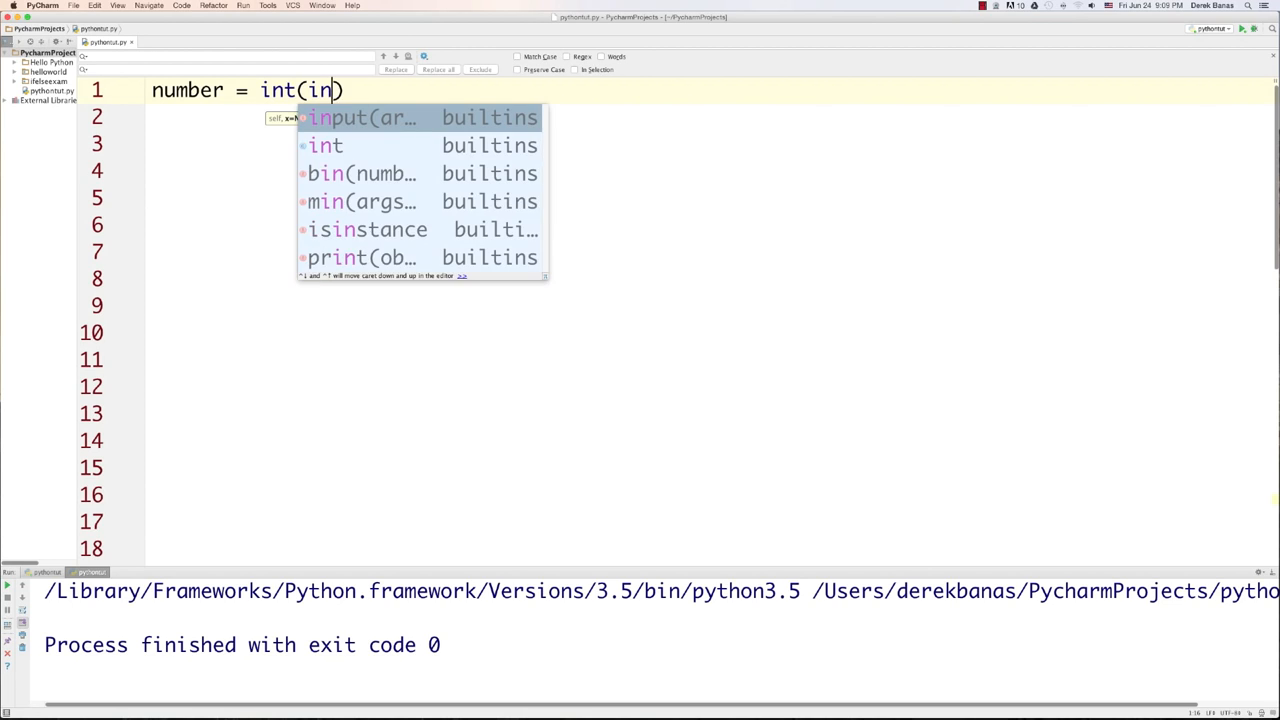 PyCharm File Edit View Navigate Code Refactor Run Tools VCS Window Help 10 Fri Jun 24 9:09 PM Derek Banas
pythontut.py - PycharmProjects - [~/PycharmProjects]
PycharmProjects pythontut.py pythontut
pythontut.py ×
PycharmProject
Hello Python
helloworld
ifelseexam
pythontut.py
External Librarie
Match Case Regex Words
Replace Replace all Exclude Preserve Case In Selection
1 number = int(in)
2
3
4
5
6
7
8
9
10
11
12
13
14
15
16
17
18
self, x=N
input(ar… builtins
int builtins
bin(numb… builtins
min(args… builtins
isinstance builti…
print(ob… builtins
^↓ and ^↑ will move caret down and up in the editor >>
Run: pythontut pythontut
/Library/Frameworks/Python.framework/Versions/3.5/bin/python3.5 /Users/derekbanas/PycharmProjects/pytho
Process finished with exit code 0
1:16 LF÷ UTF-8÷